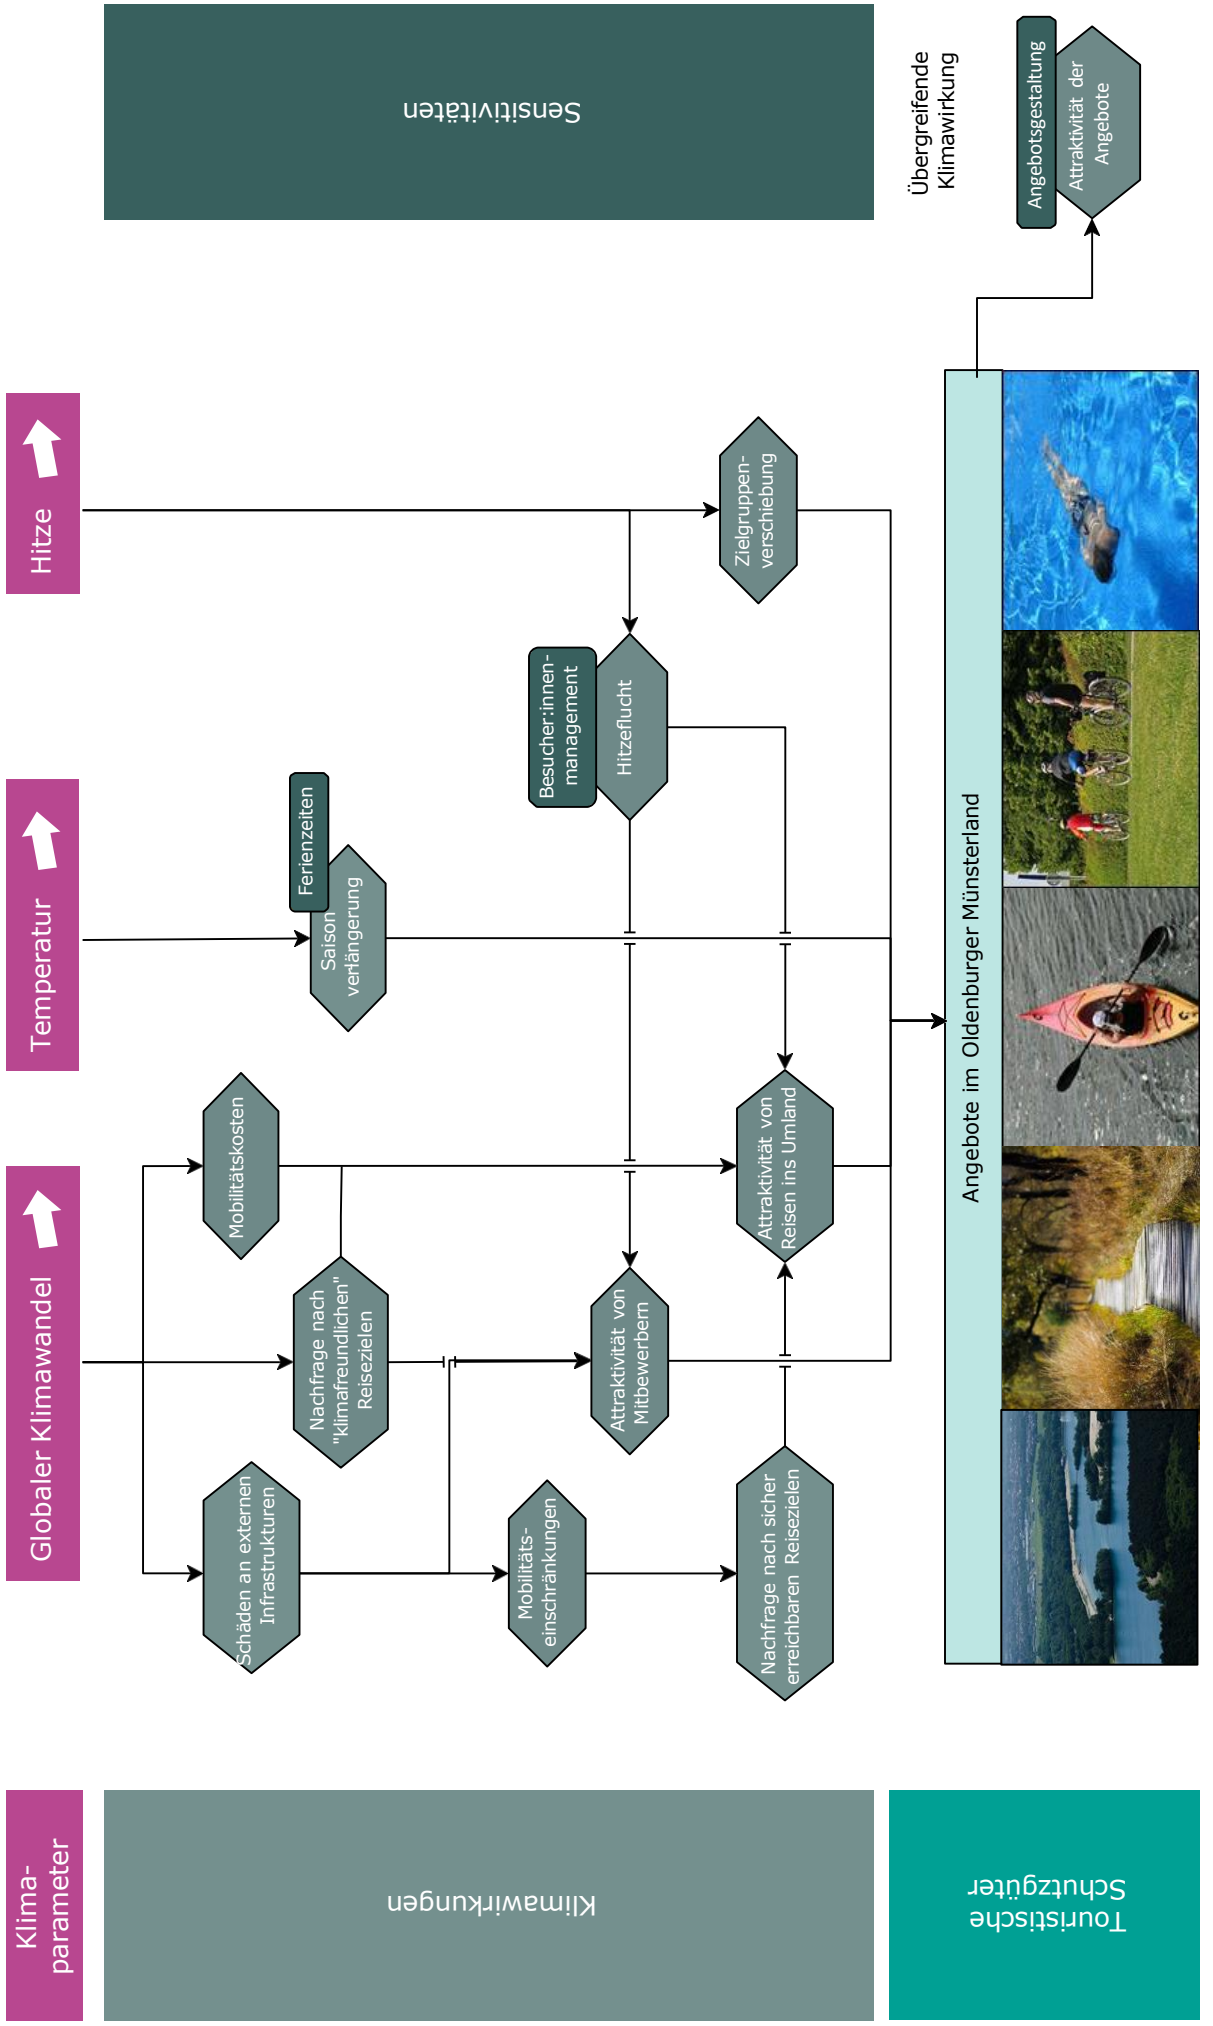 Klima-
parameter
Globaler Klimawandel
Temperatur
Hitze
Klimawirkungen
Sensitivitäten
Schäden an externen
Infrastrukturen
Mobilitätskosten
Nachfrage nach
"klimafreundlichen"
Reisezielen
Ferienzeiten
Saison
verlängerung
Mobilitäts-
einschränkungen
Attraktivität von
Mitbewerbern
Besucher:innen-
management
Hitzeflucht
Nachfrage nach sicher
erreichbaren Reisezielen
Attraktivität von
Reisen ins Umland
Zielgruppen-
verschiebung
Touristische
Schutzgüter
Angebote im Oldenburger Münsterland
Übergreifende
Klimawirkung
Angebotsgestaltung
Attraktivität der
Angebote